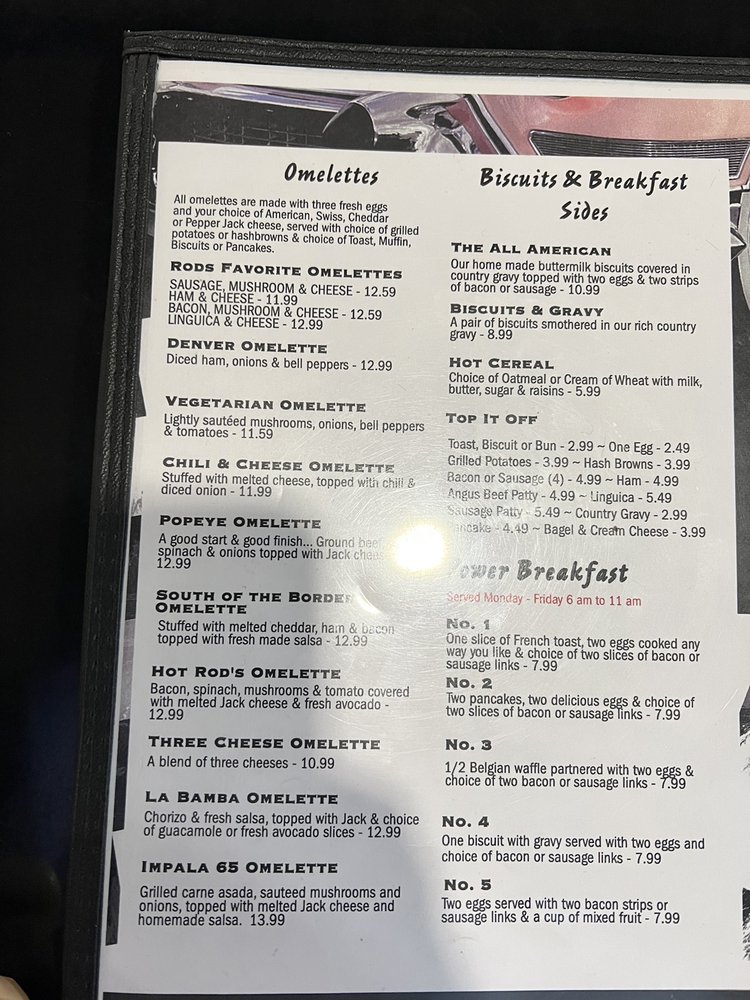 Omelettes
All omelettes are made with three fresh eggs
and your choice of American, Swiss, Cheddar
or Pepper Jack cheese, served with choice of grilled
potatoes or hashbrowns & choice of Toast, Muffin,
Biscuits or Pancakes.
RODS FAVORITE OMELETTES
SAUSAGE, MUSHROOM & CHEESE - 12.59
HAM & CHEESE - 11.99
BACON, MUSHROOM & CHEESE - 12.59
LINGUICA & CHEESE - 12.99
DENVER OMELETTE
Diced ham, onions & bell peppers - 12.99
VEGETARIAN OMELETTE
Lightly sautéed mushrooms, onions, bell peppers
& tomatoes - 11.59
CHILI & CHEESE OMELETTE
Stuffed with melted cheese, topped with chili &
diced onion - 11.99
POPEYE OMELETTE
A good start & a good finish... Ground beef
spinach & onions topped with Jack
12.99
SOUTH OF THE BORDER
OMELETTE
Stuffed with melted cheddar, ham & bacon
topped with fresh made salsa - 12.99
HOT ROD'S OMELETTE
Bacon, spinach, mushrooms & tomato covered
with melted Jack cheese & fresh avocado -
12.99
THREE CHEESE OMELETTE
A blend of three cheeses - 10.99
LA BAMBA OMELETTE
Chorizo & fresh salsa, topped with Jack & choice
of guacamole or fresh avocado slices - 12.99
IMPALA 65 OMELETTE
Grilled carne asada, sauteed mushrooms and
onions, topped with melted Jack cheese and
homemade salsa. 13.99
Biscuits & Breakfast
Sides
THE ALL AMERICAN
Our home made buttermilk biscuits covered in
country gravy topped with two eggs & two strips
of bacon or sausage - 10.99
BISCUITS & GRAVY
A pair of biscuits smothered in our rich country
gravy - 8.99
HOT CEREAL
Choice of Oatmeal or Cream of Wheat with milk,
butter, sugar & raisins - 5.99
TOP IT OFF
Toast, Biscuit or Bun - 2.99 ~ One Egg - 2.49
Grilled Potatoes - 3.99 ~ Hash Browns - 3.99
Bacon or Sausage (4) - 4.99 ~ Ham - 4.99
Angus Beef Patty - 4.99 ~ Linguica - 5.49
Sausage Patty - 5.49 ~ Country Gravy - 2.99
Pancake - 4.49 ~ Bagel & Cream Cheese - 3.99
Power Breakfast
Served Monday - Friday 6 am to 11 am
No. 1
One slice of French toast, two eggs cooked any
way you like & choice of two slices of bacon or
sausage links - 7.99
No. 2
Two pancakes, two delicious eggs & choice of
two slices of bacon or sausage links - 7.99
No. 3
1/2 Belgian waffle partnered with two eggs &
choice of two bacon or sausage links - 7.99
No. 4
One biscuit with gravy served with two eggs and
choice of bacon or sausage links - 7.99
No. 5
Two eggs served with two bacon strips or
sausage links & a cup of mixed fruit - 7.99